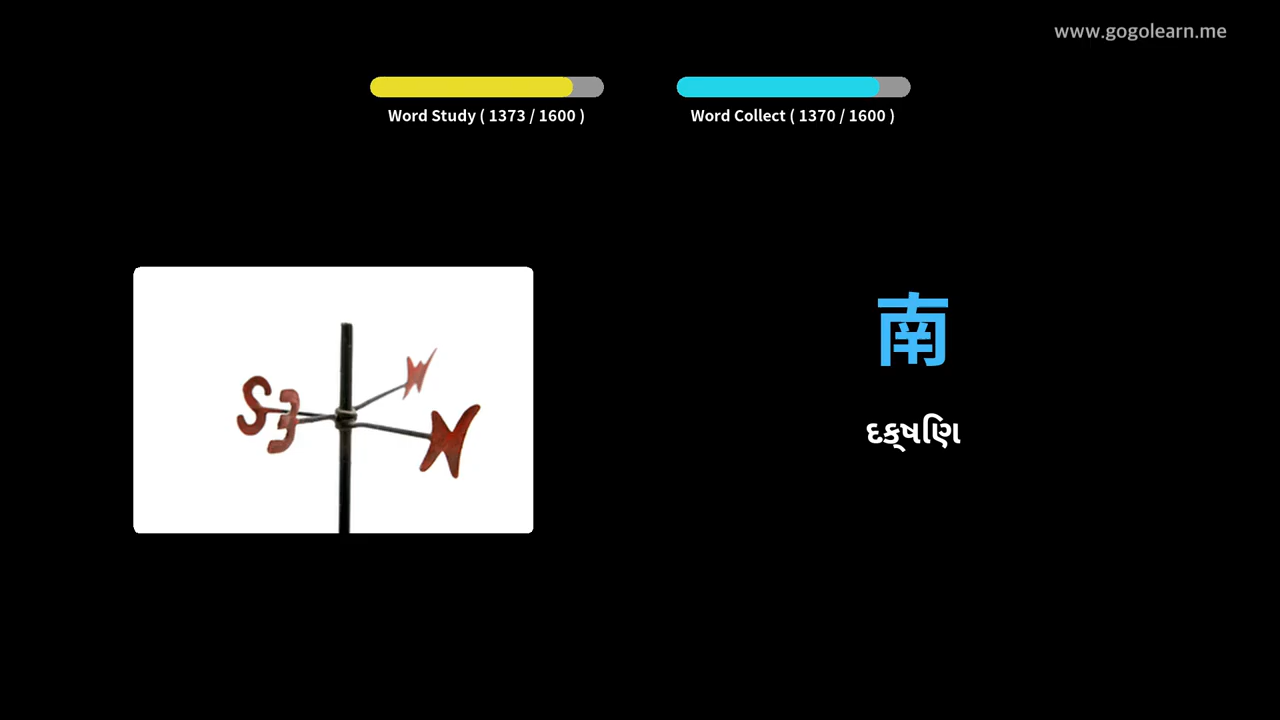 www.gogolearn.me
Word Study ( 1373 / 1600 )
Word Collect ( 1370 / 1600 )
南
દક્ષિણ
S E W N